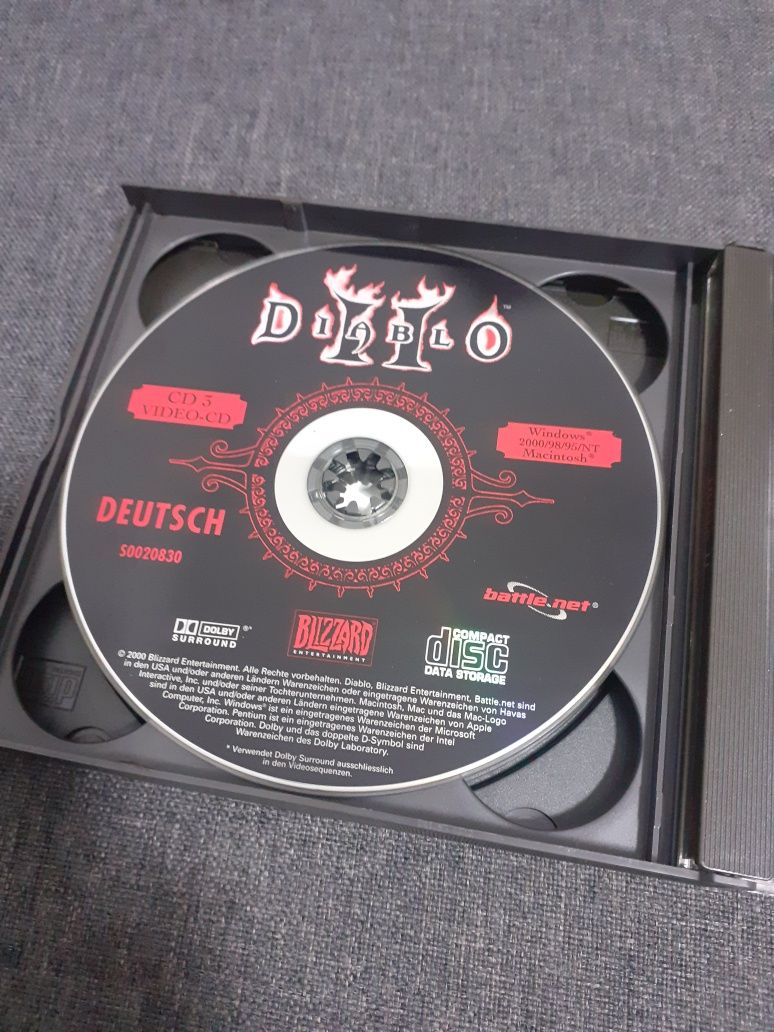 DIABLO
II
™
CD 3
VIDEO-CD
Windows®
2000/98/95/NT
Macintosh®
DEUTSCH
S0020830
battle.net®
DOLBY
SURROUND
®*
BLIZZARD
ENTERTAINMENT
COMPACT
disc
DATA STORAGE
© 2000 Blizzard Entertainment. Alle Rechte vorbehalten. Diablo, Blizzard Entertainment, Battle.net sind
in den USA und/oder anderen Ländern Warenzeichen oder eingetragene Warenzeichen von Havas
Interactive, Inc. und/oder seiner Tochterunternehmen. Macintosh, Mac und das Mac-Logo
sind in den USA und/oder anderen Ländern eingetragene Warenzeichen von Apple
Computer, Inc. Windows® ist ein eingetragenes Warenzeichen der Microsoft
Corporation. Pentium ist ein eingetragenes Warenzeichen der Intel
Corporation. Dolby und das doppelte D-Symbol sind
Warenzeichen des Dolby Laboratory.
* Verwendet Dolby Surround ausschliesslich
in den Videosequenzen.